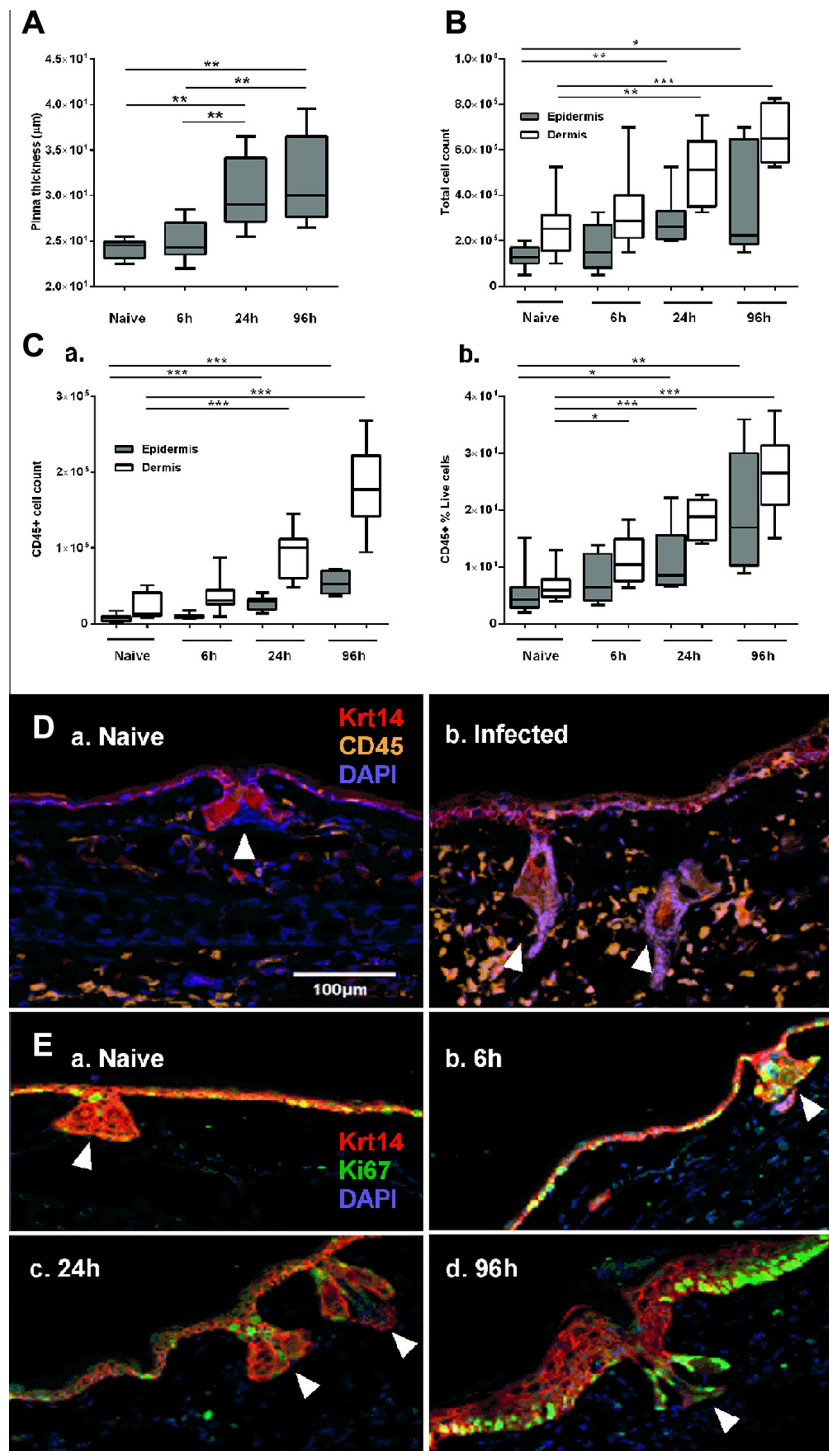 A
Pinna thickness (µm)
4.5×10¹
4.0×10¹
3.5×10¹
3.0×10¹
2.5×10¹
2.0×10¹
**
**
**
**
Naive 6h 24h 96h
B
Total cell count
*
**
***
**
1.0×10⁶
8.0×10⁵
6.0×10⁵
4.0×10⁵
2.0×10⁵
0
Epidermis
Dermis
Naive 6h 24h 96h
C
a.
CD45+ cell count
***
***
***
***
3×10⁵
2×10⁵
1×10⁵
0
Epidermis
Dermis
Naive 6h 24h 96h
b.
CD45+ % Live cells
**
*
***
***
*
4×10¹
3×10¹
2×10¹
1×10¹
0
Naive 6h 24h 96h
D
a. Naive
Krt14
CD45
DAPI
100µm
b. Infected
E
a. Naive
Krt14
Ki67
DAPI
b. 6h
c. 24h
d. 96h